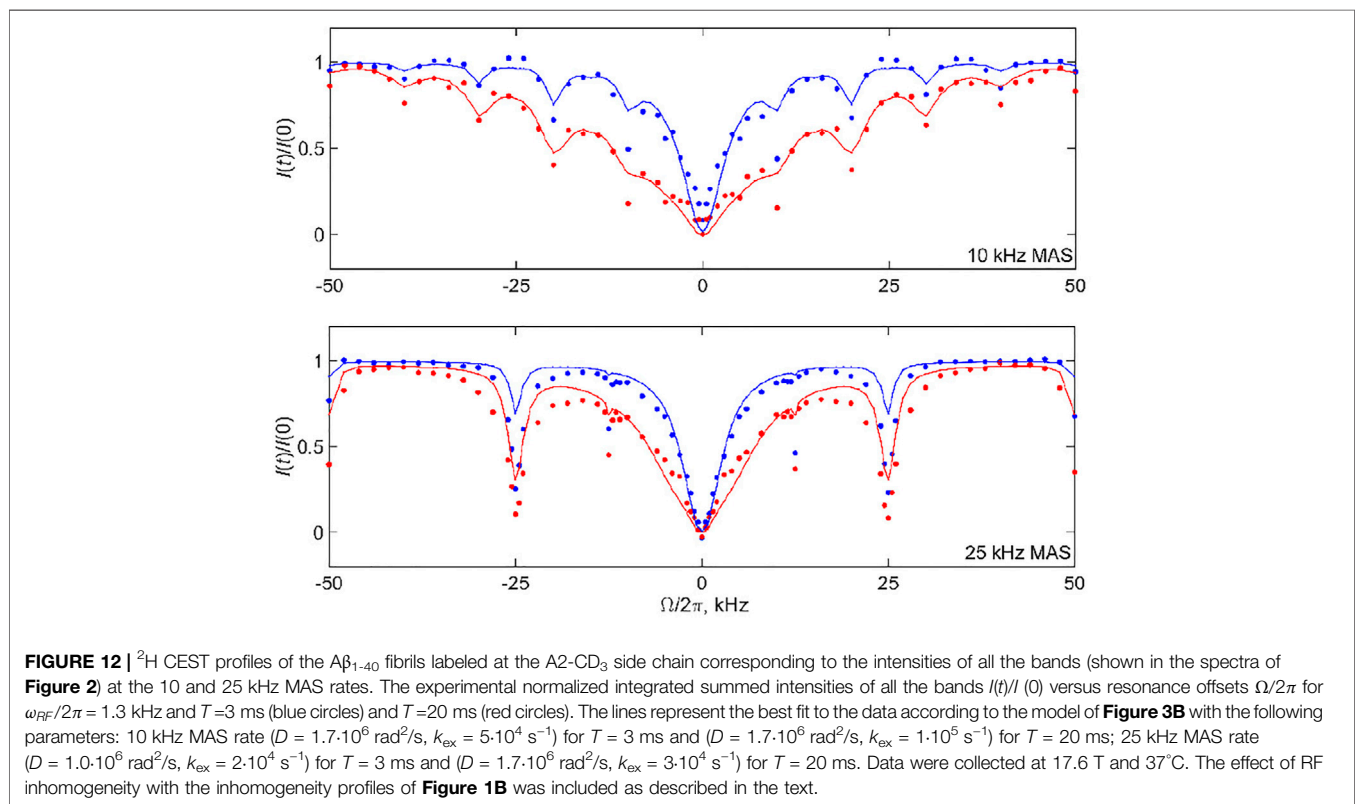 1
0.5
0
I(t)/I(0)
10 kHz MAS
-50 -25 0 25 50
1
0.5
0
I(t)/I(0)
25 kHz MAS
-50 -25 0 25 50
Ω/2π, kHz
FIGURE 12 | ²H CEST profiles of the Aβ₁₋₄₀ fibrils labeled at the A2-CD₃ side chain corresponding to the intensities of all the bands (shown in the spectra of
Figure 2) at the 10 and 25 kHz MAS rates. The experimental normalized integrated summed intensities of all the bands I(t)/I (0) versus resonance offsets Ω/2π for
ω_RF/2π = 1.3 kHz and T =3 ms (blue circles) and T =20 ms (red circles). The lines represent the best fit to the data according to the model of Figure 3B with the following
parameters: 10 kHz MAS rate (D = 1.7·10⁶ rad²/s, kₑₓ = 5·10⁴ s⁻¹) for T = 3 ms and (D = 1.7·10⁶ rad²/s, kₑₓ = 1·10⁵ s⁻¹) for T = 20 ms; 25 kHz MAS rate
(D = 1.0·10⁶ rad²/s, kₑₓ = 2·10⁴ s⁻¹) for T = 3 ms and (D = 1.7·10⁶ rad²/s, kₑₓ = 3·10⁴ s⁻¹) for T = 20 ms. Data were collected at 17.6 T and 37°C. The effect of RF
inhomogeneity with the inhomogeneity profiles of Figure 1B was included as described in the text.